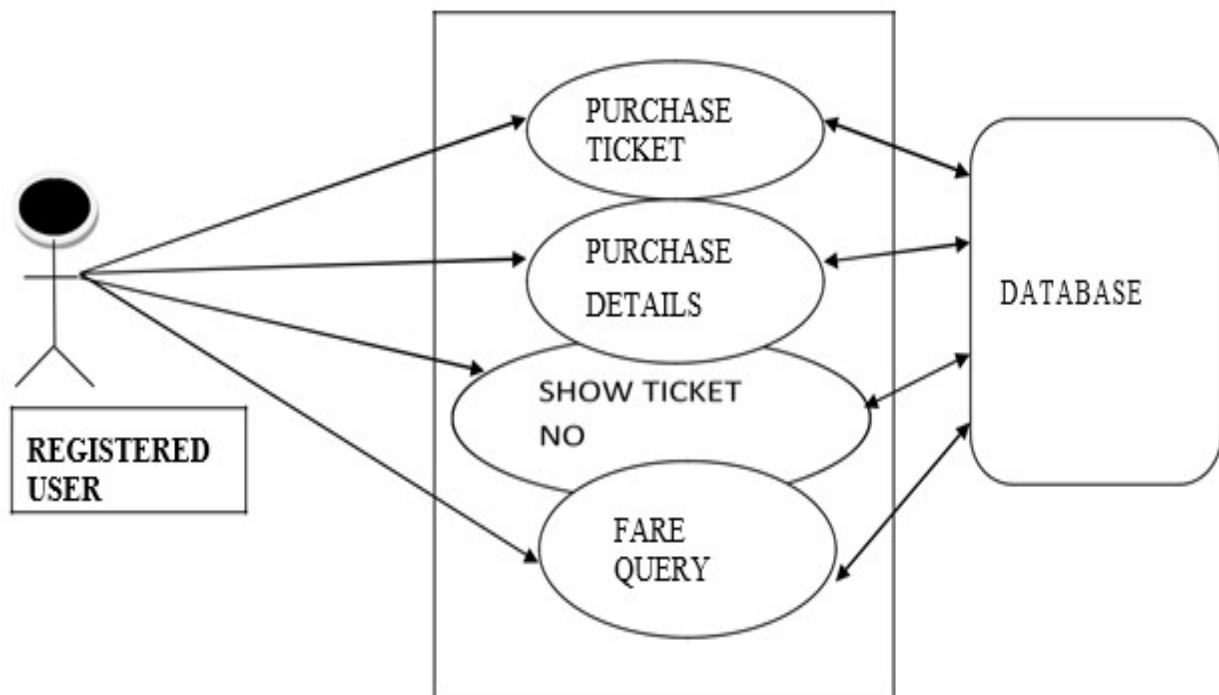 PURCHASE
TICKET
PURCHASE
DETAILS
DATABASE
SHOW TICKET
NO
REGISTERED
USER
FARE
QUERY